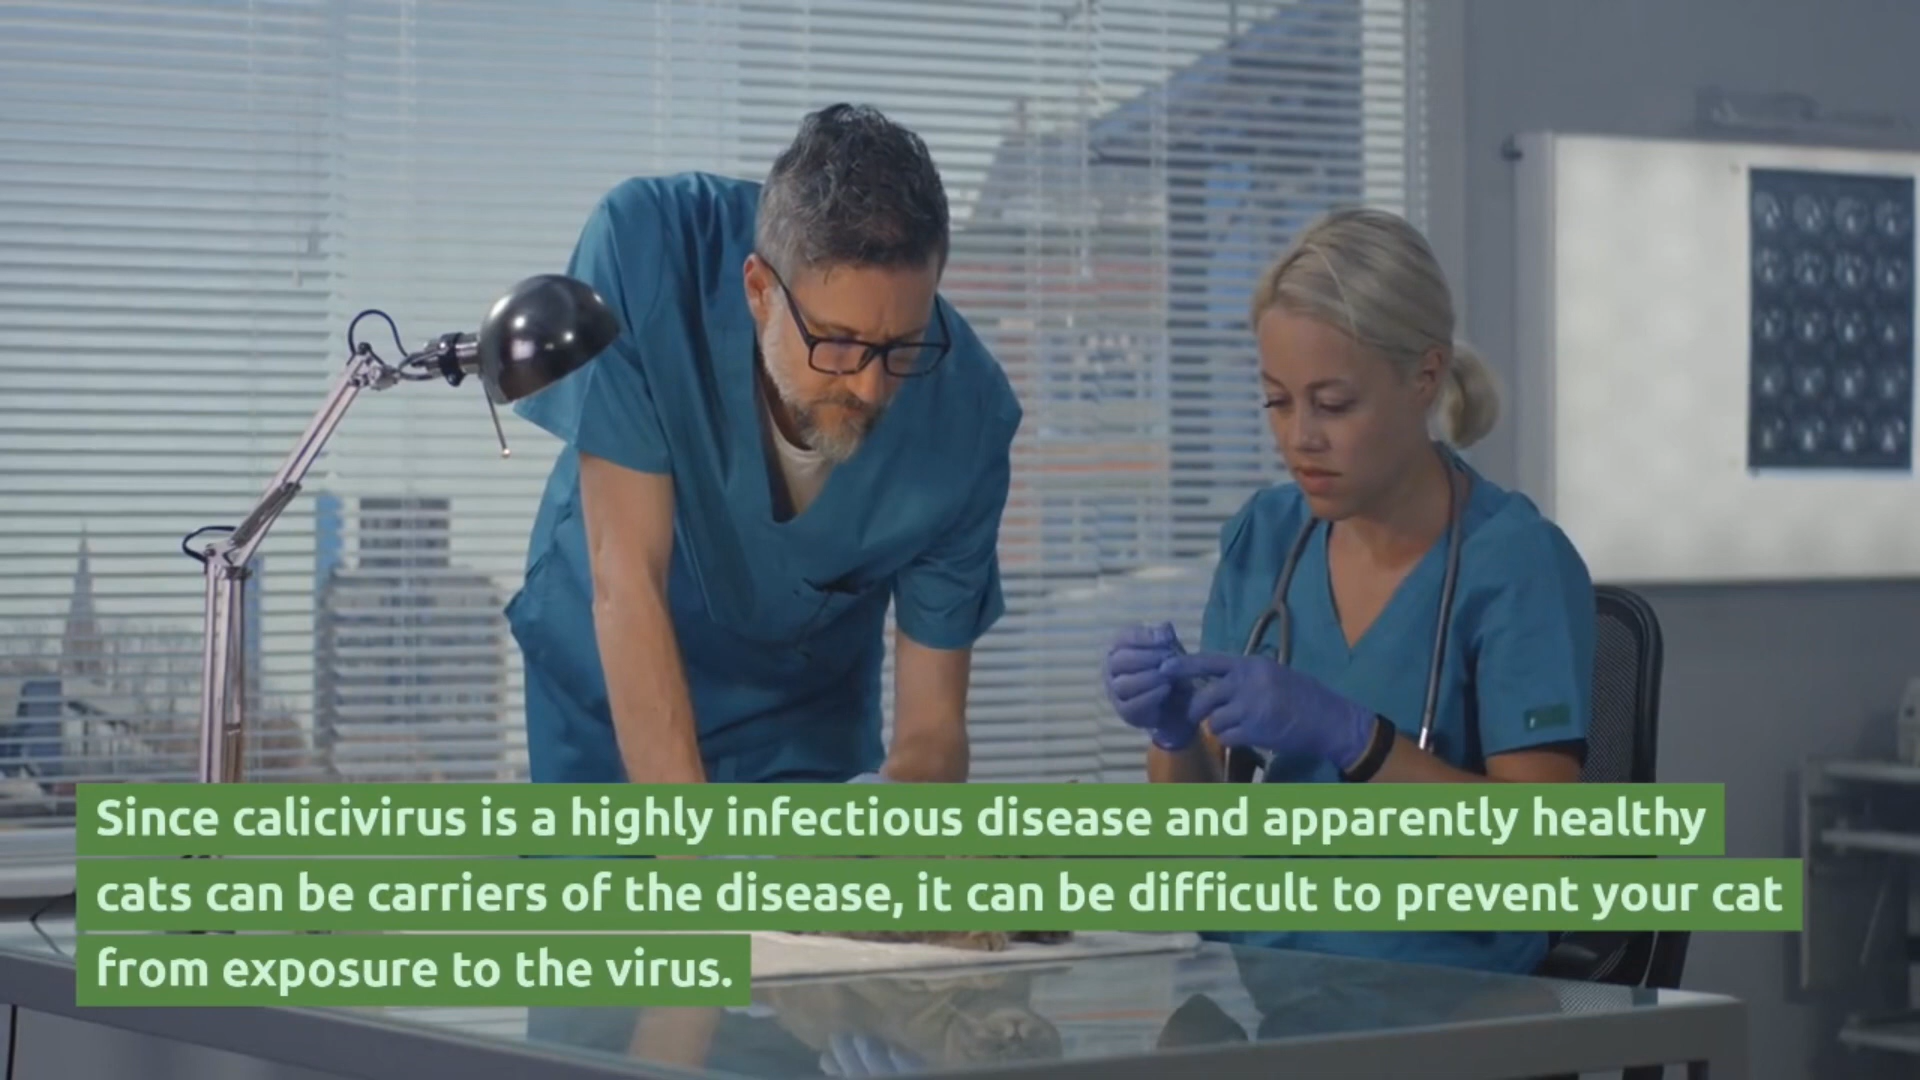 Since calicivirus is a highly infectious disease and apparently healthy
cats can be carriers of the disease, it can be difficult to prevent your cat
from exposure to the virus.